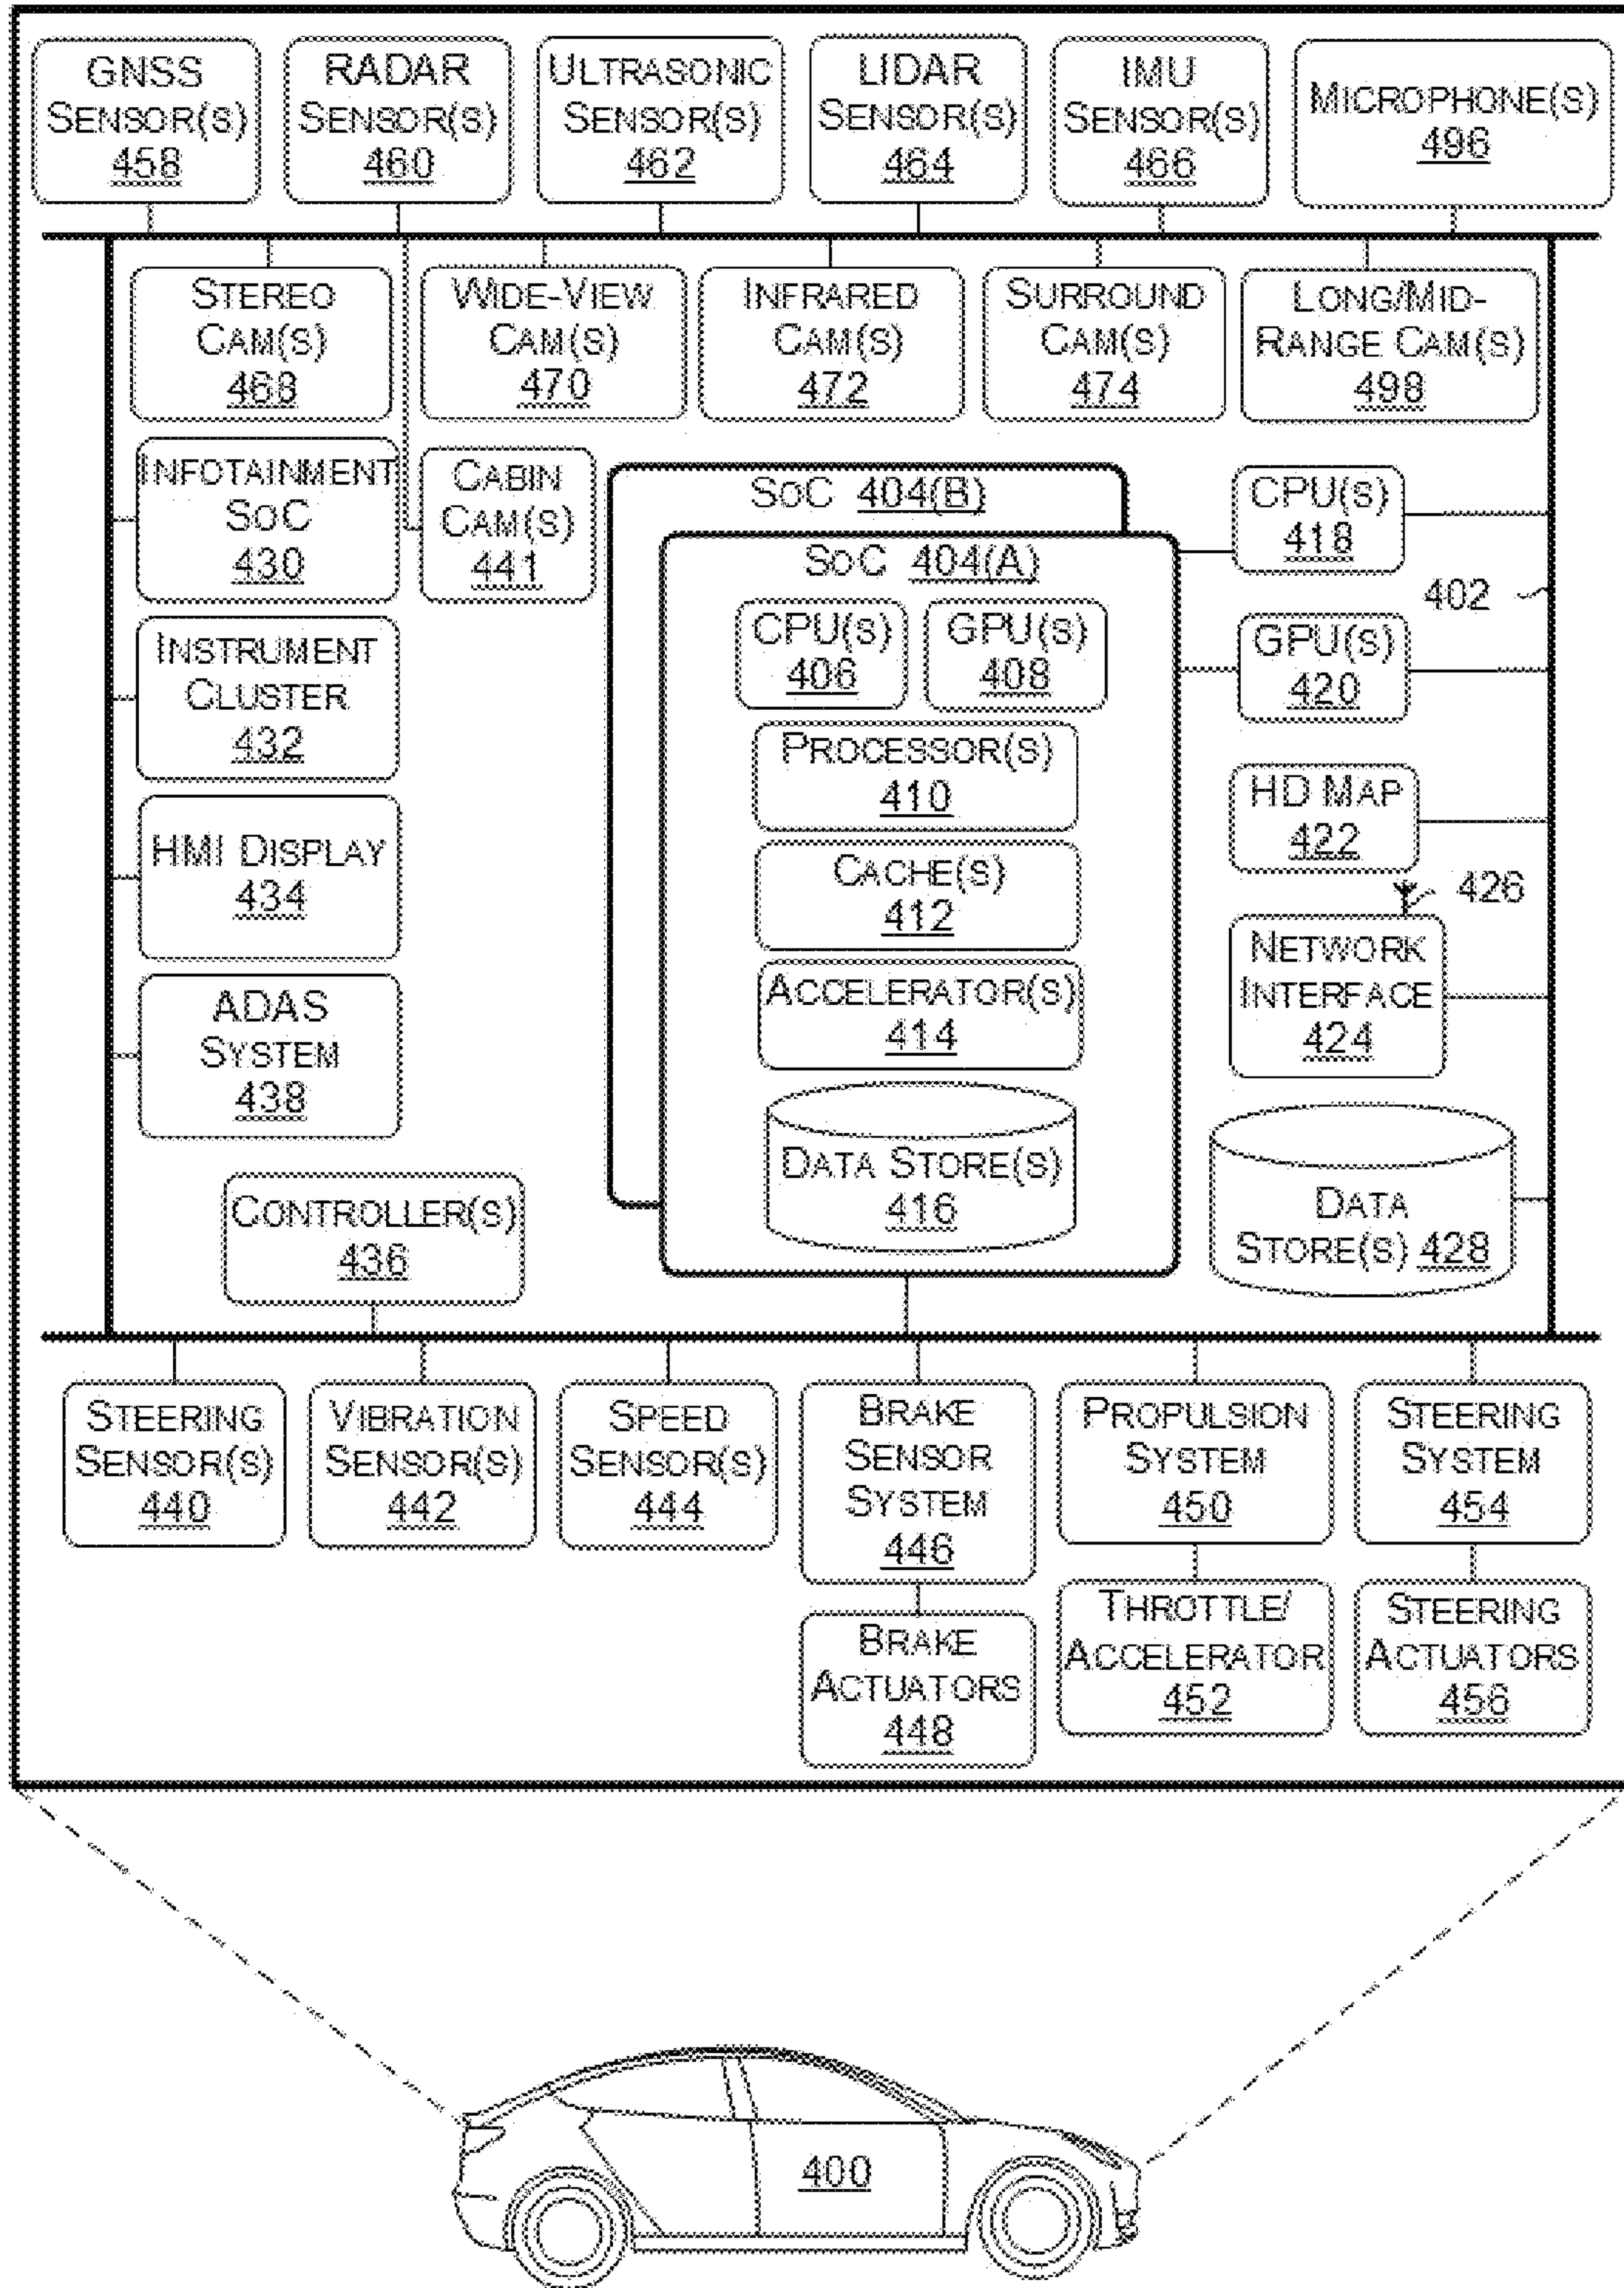 GNSS
SENSOR(S)
458
RADAR
SENSOR(S)
460
ULTRASONIC
SENSOR(S)
462
LIDAR
SENSOR(S)
464
IMU
SENSOR(S)
466
MICROPHONE(S)
496
STEREO
CAM(S)
468
WIDE-VIEW
CAM(S)
470
INFRARED
CAM(S)
472
SURROUND
CAM(S)
474
LONG/MID-
RANGE CAM(S)
498
INFOTAINMENT
SOC
430
CABIN
CAM(S)
441
SOC 404(B)
SOC 404(A)
CPU(S)
406
GPU(S)
408
PROCESSOR(S)
410
CACHE(S)
412
ACCELERATOR(S)
414
DATA STORE(S)
416
CPU(S)
418
402
GPU(S)
420
HD MAP
422
426
NETWORK
INTERFACE
424
DATA
STORE(S) 428
INSTRUMENT
CLUSTER
432
HMI DISPLAY
434
ADAS
SYSTEM
438
CONTROLLER(S)
436
STEERING
SENSOR(S)
440
VIBRATION
SENSOR(S)
442
SPEED
SENSOR(S)
444
BRAKE
SENSOR
SYSTEM
446
PROPULSION
SYSTEM
450
STEERING
SYSTEM
454
BRAKE
ACTUATORS
448
THROTTLE/
ACCELERATOR
452
STEERING
ACTUATORS
456
400